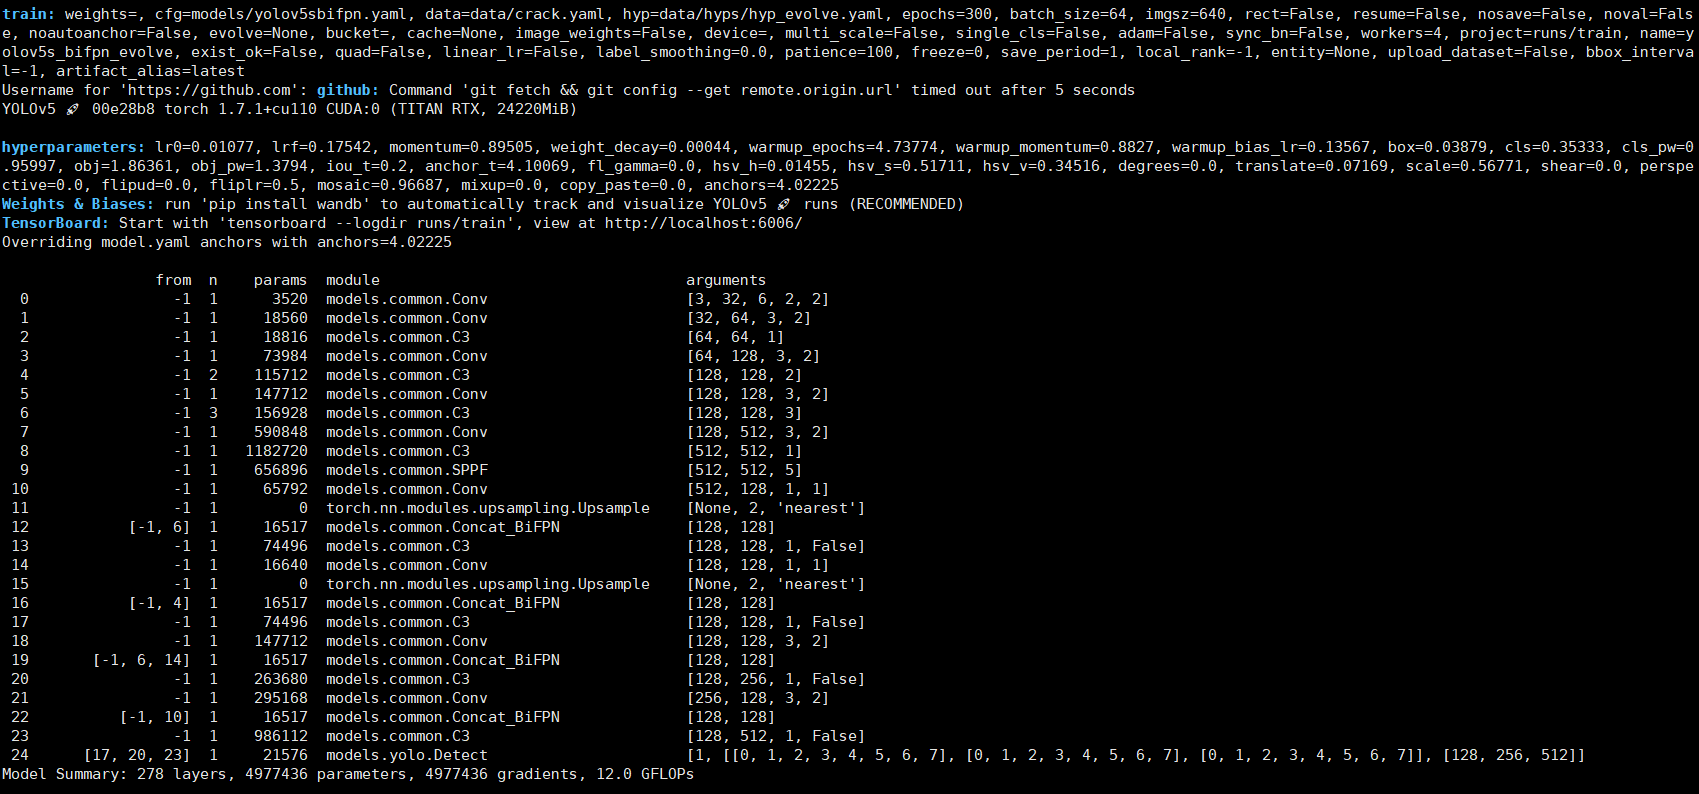 train: weights=, cfg=models/yolov5sbifpn.yaml, data=data/crack.yaml, hyp=data/hyps/hyp_evolve.yaml, epochs=300, batch_size=64, imgsz=640, rect=False, resume=False, nosave=False, noval=Fals
e, noautoanchor=False, evolve=None, bucket=, cache=None, image_weights=False, device=, multi_scale=False, single_cls=False, adam=False, sync_bn=False, workers=4, project=runs/train, name=y
olov5s_bifpn_evolve, exist_ok=False, quad=False, linear_lr=False, label_smoothing=0.0, patience=100, freeze=0, save_period=1, local_rank=-1, entity=None, upload_dataset=False, bbox_interva
l=-1, artifact_alias=latest
Username for 'https://github.com': github: Command 'git fetch && git config --get remote.origin.url' timed out after 5 seconds
YOLOv5 🚀 00e28b8 torch 1.7.1+cu110 CUDA:0 (TITAN RTX, 24220MiB)
hyperparameters: lr0=0.01077, lrf=0.17542, momentum=0.89505, weight_decay=0.00044, warmup_epochs=4.73774, warmup_momentum=0.8827, warmup_bias_lr=0.13567, box=0.03879, cls=0.35333, cls_pw=0
.95997, obj=1.86361, obj_pw=1.3794, iou_t=0.2, anchor_t=4.10069, fl_gamma=0.0, hsv_h=0.01455, hsv_s=0.51711, hsv_v=0.34516, degrees=0.0, translate=0.07169, scale=0.56771, shear=0.0, perspe
ctive=0.0, flipud=0.0, fliplr=0.5, mosaic=0.96687, mixup=0.0, copy_paste=0.0, anchors=4.02225
Weights & Biases: run 'pip install wandb' to automatically track and visualize YOLOv5 🚀 runs (RECOMMENDED)
TensorBoard: Start with 'tensorboard --logdir runs/train', view at http://localhost:6006/
Overriding model.yaml anchors with anchors=4.02225
from n params module arguments
0 -1 1 3520 models.common.Conv [3, 32, 6, 2, 2]
1 -1 1 18560 models.common.Conv [32, 64, 3, 2]
2 -1 1 18816 models.common.C3 [64, 64, 1]
3 -1 1 73984 models.common.Conv [64, 128, 3, 2]
4 -1 2 115712 models.common.C3 [128, 128, 2]
5 -1 1 147712 models.common.Conv [128, 128, 3, 2]
6 -1 3 156928 models.common.C3 [128, 128, 3]
7 -1 1 590848 models.common.Conv [128, 512, 3, 2]
8 -1 1 1182720 models.common.C3 [512, 512, 1]
9 -1 1 656896 models.common.SPPF [512, 512, 5]
10 -1 1 65792 models.common.Conv [512, 128, 1, 1]
11 -1 1 0 torch.nn.modules.upsampling.Upsample [None, 2, 'nearest']
12 [-1, 6] 1 16517 models.common.Concat_BiFPN [128, 128]
13 -1 1 74496 models.common.C3 [128, 128, 1, False]
14 -1 1 16640 models.common.Conv [128, 128, 1, 1]
15 -1 1 0 torch.nn.modules.upsampling.Upsample [None, 2, 'nearest']
16 [-1, 4] 1 16517 models.common.Concat_BiFPN [128, 128]
17 -1 1 74496 models.common.C3 [128, 128, 1, False]
18 -1 1 147712 models.common.Conv [128, 128, 3, 2]
19 [-1, 6, 14] 1 16517 models.common.Concat_BiFPN [128, 128]
20 -1 1 263680 models.common.C3 [128, 256, 1, False]
21 -1 1 295168 models.common.Conv [256, 128, 3, 2]
22 [-1, 10] 1 16517 models.common.Concat_BiFPN [128, 128]
23 -1 1 986112 models.common.C3 [128, 512, 1, False]
24 [17, 20, 23] 1 21576 models.yolo.Detect [1, [[0, 1, 2, 3, 4, 5, 6, 7], [0, 1, 2, 3, 4, 5, 6, 7], [0, 1, 2, 3, 4, 5, 6, 7]], [128, 256, 512]]
Model Summary: 278 layers, 4977436 parameters, 4977436 gradients, 12.0 GFLOPs